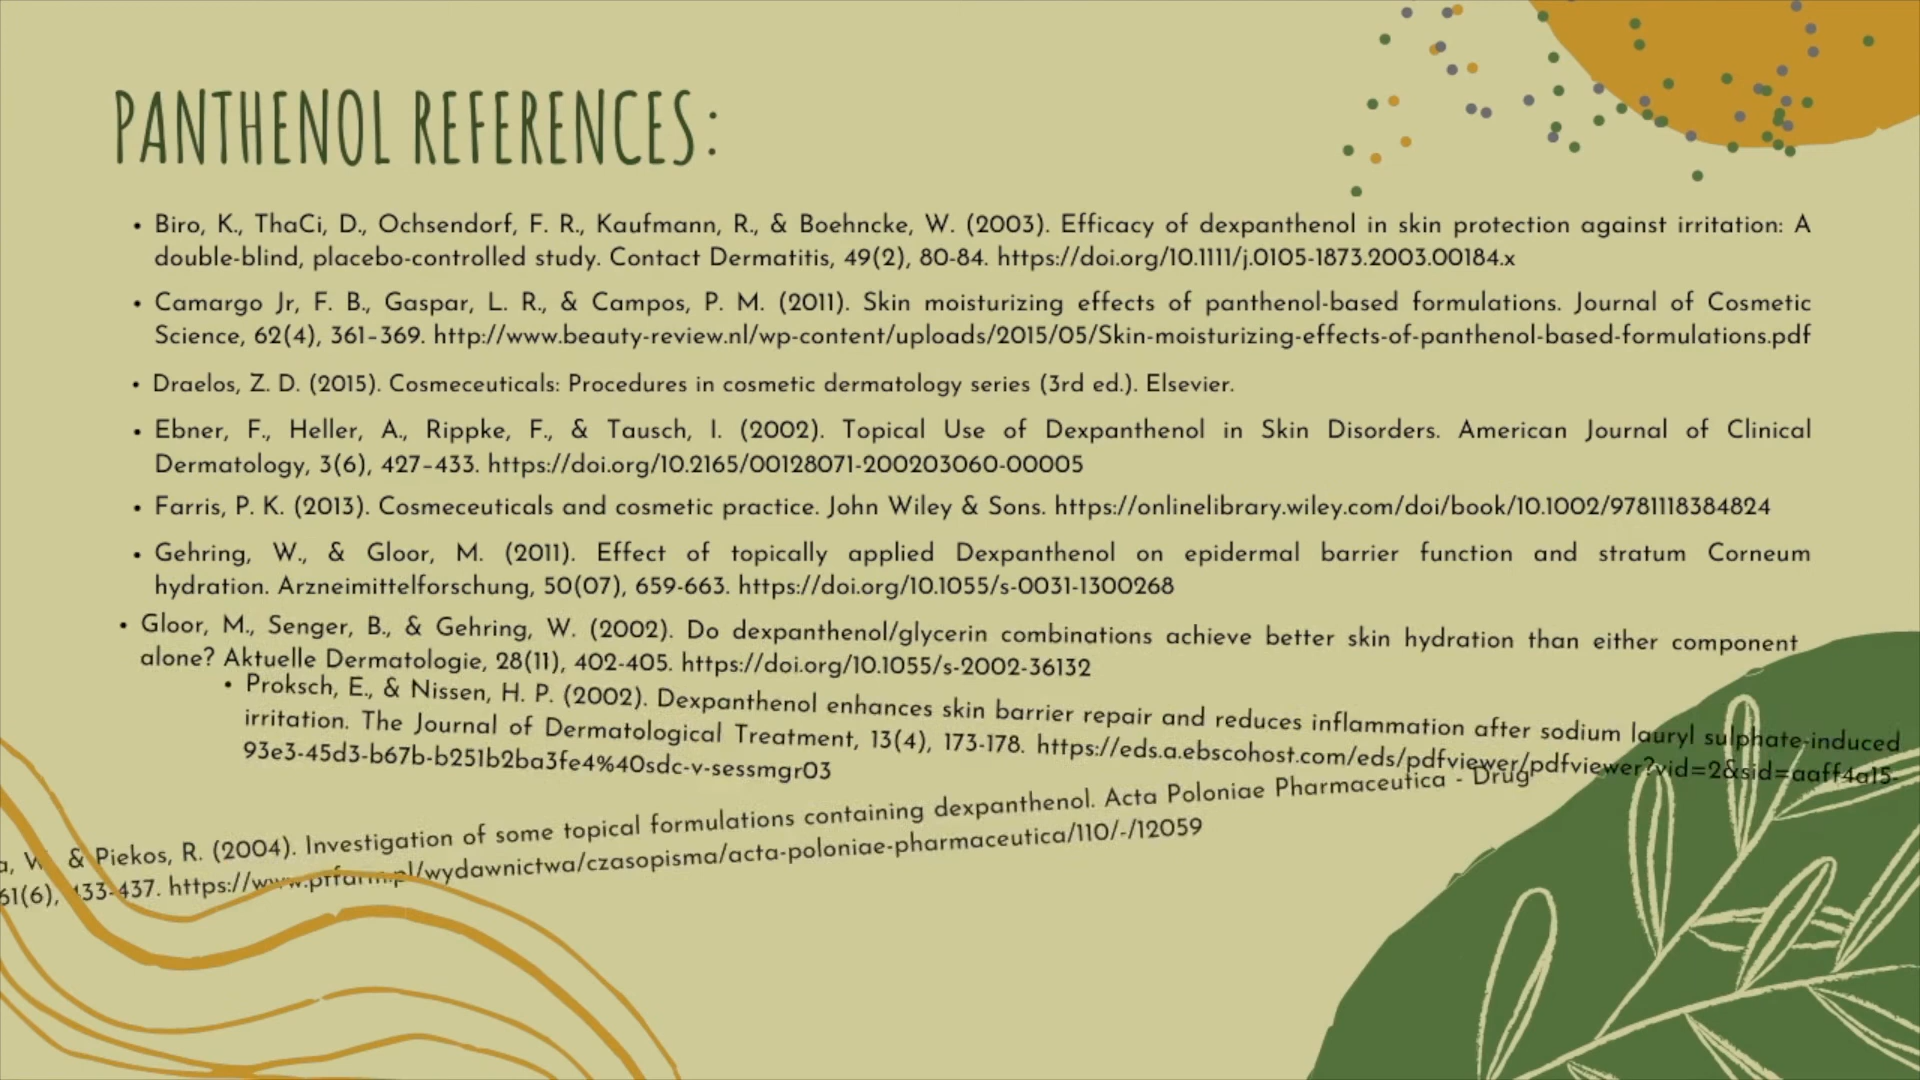 PANTHENOL REFERENCES:
• Biro, K., ThaCi, D., Ochsendorf, F. R., Kaufmann, R., & Boehncke, W. (2003). Efficacy of dexpanthenol in skin protection against irritation: A
double-blind, placebo-controlled study. Contact Dermatitis, 49(2), 80-84. https://doi.org/10.1111/j.0105-1873.2003.00184.x
• Camargo Jr, F. B., Gaspar, L. R., & Campos, P. M. (2011). Skin moisturizing effects of panthenol-based formulations. Journal of Cosmetic
Science, 62(4), 361–369. http://www.beauty-review.nl/wp-content/uploads/2015/05/Skin-moisturizing-effects-of-panthenol-based-formulations.pdf
• Draelos, Z. D. (2015). Cosmeceuticals: Procedures in cosmetic dermatology series (3rd ed.). Elsevier.
• Ebner, F., Heller, A., Rippke, F., & Tausch, I. (2002). Topical Use of Dexpanthenol in Skin Disorders. American Journal of Clinical
Dermatology, 3(6), 427–433. https://doi.org/10.2165/00128071-200203060-00005
• Farris, P. K. (2013). Cosmeceuticals and cosmetic practice. John Wiley & Sons. https://onlinelibrary.wiley.com/doi/book/10.1002/9781118384824
• Gehring, W., & Gloor, M. (2011). Effect of topically applied Dexpanthenol on epidermal barrier function and stratum Corneum
hydration. Arzneimittelforschung, 50(07), 659-663. https://doi.org/10.1055/s-0031-1300268
• Gloor, M., Senger, B., & Gehring, W. (2002). Do dexpanthenol/glycerin combinations achieve better skin hydration than either component
alone? Aktuelle Dermatologie, 28(11), 402-405. https://doi.org/10.1055/s-2002-36132
• Proksch, E., & Nissen, H. P. (2002). Dexpanthenol enhances skin barrier repair and reduces inflammation after sodium lauryl sulphate-induced
irritation. The Journal of Dermatological Treatment, 13(4), 173-178. https://eds.a.ebscohost.com/eds/pdfviewer/pdfviewer?vid=2&sid=aaff4a15-
93e3-45d3-b67b-b251b2ba3fe4%40sdc-v-sessmgr03
& Piekos, R. (2004). Investigation of some topical formulations containing dexpanthenol. Acta Poloniae Pharmaceutica - Drug
61(6), 433-437. https://www.ptfarm.pl/wydawnictwa/czasopisma/acta-poloniae-pharmaceutica/110/-/12059